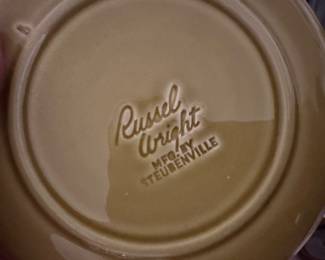 Russel
Wright
MFG. BY
STEUBENVILLE